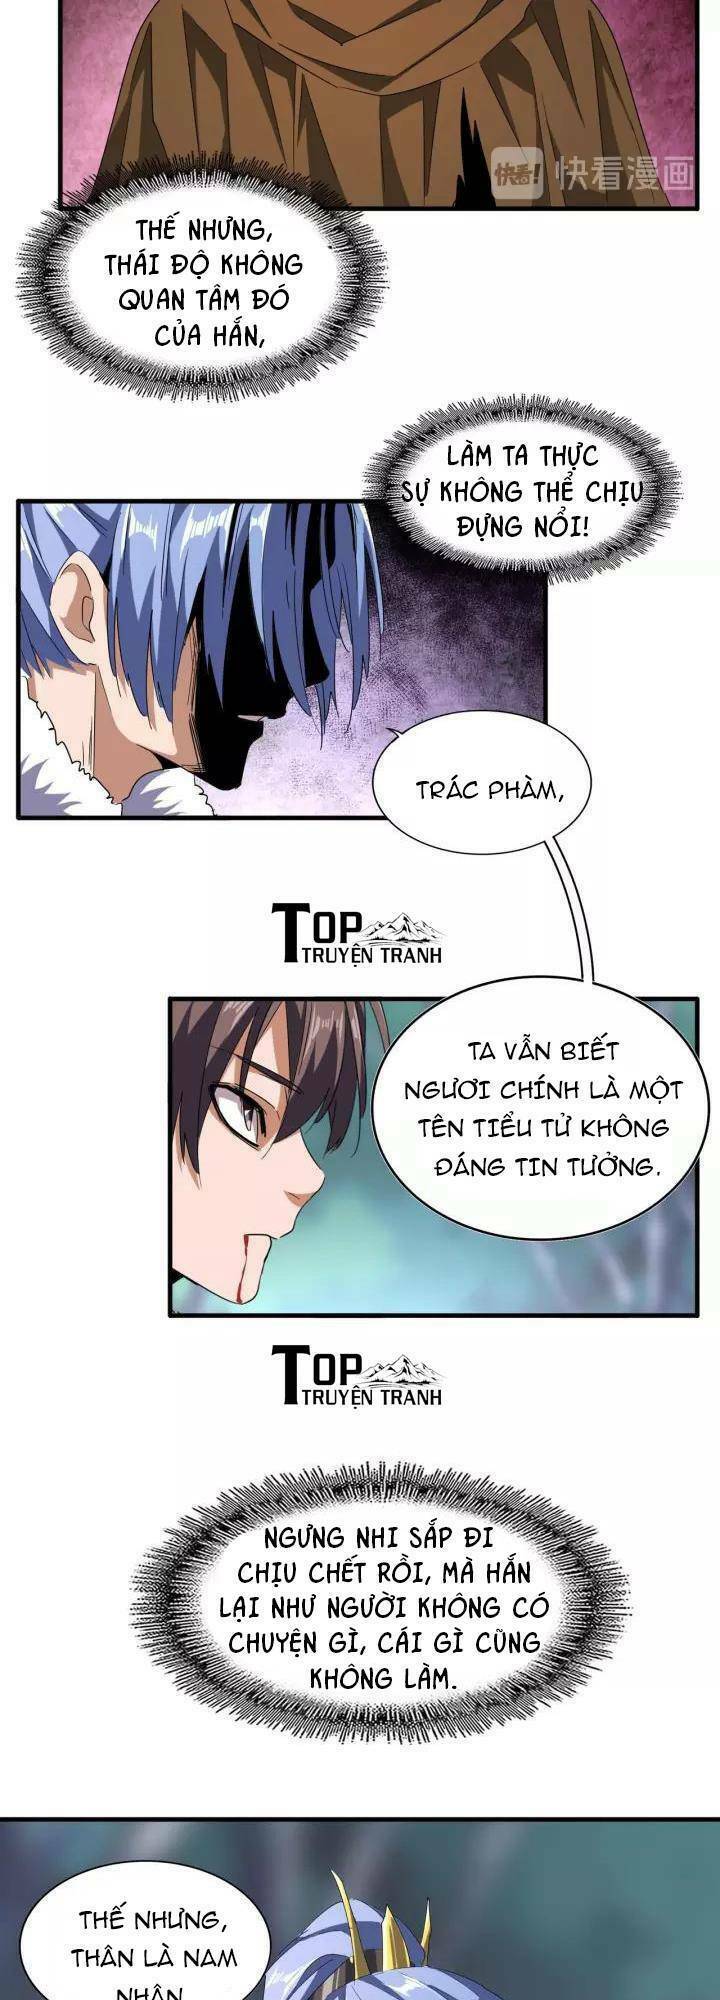 快看! 快看漫画
THẾ NHƯNG,
THÁI ĐỘ KHÔNG
QUAN TÂM ĐÓ
CỦA HẮN,
LÀM TA THỰC
SỰ KHÔNG THỂ CHỊU
ĐỰNG NỔI!
TRÁC PHÀM,
TOP
TRUYỆN TRANH
TA VẪN BIẾT
NGƯƠI CHÍNH LÀ MỘT
TÊN TIỂU TỬ KHÔNG
ĐÁNG TIN TƯỞNG.
TOP
TRUYỆN TRANH
NGƯNG NHI SẮP ĐI
CHỊU CHẾT RỒI, MÀ HẮN
LẠI NHƯ NGƯỜI KHÔNG CÓ
CHUYỆN GÌ, CÁI GÌ CŨNG
KHÔNG LÀM.
THẾ NHƯNG,
THÂN LÀ NAM
NHÂN,